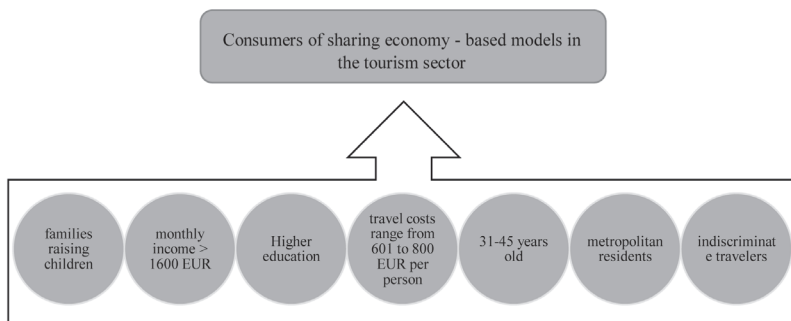 Consumers of sharing economy - based models in
the tourism sector
families
raising
children
monthly
income >
1600 EUR
Higher
education
travel costs
range from
601 to 800
EUR per
person
31-45 years
old
metropolitan
residents
indiscriminat
e travelers